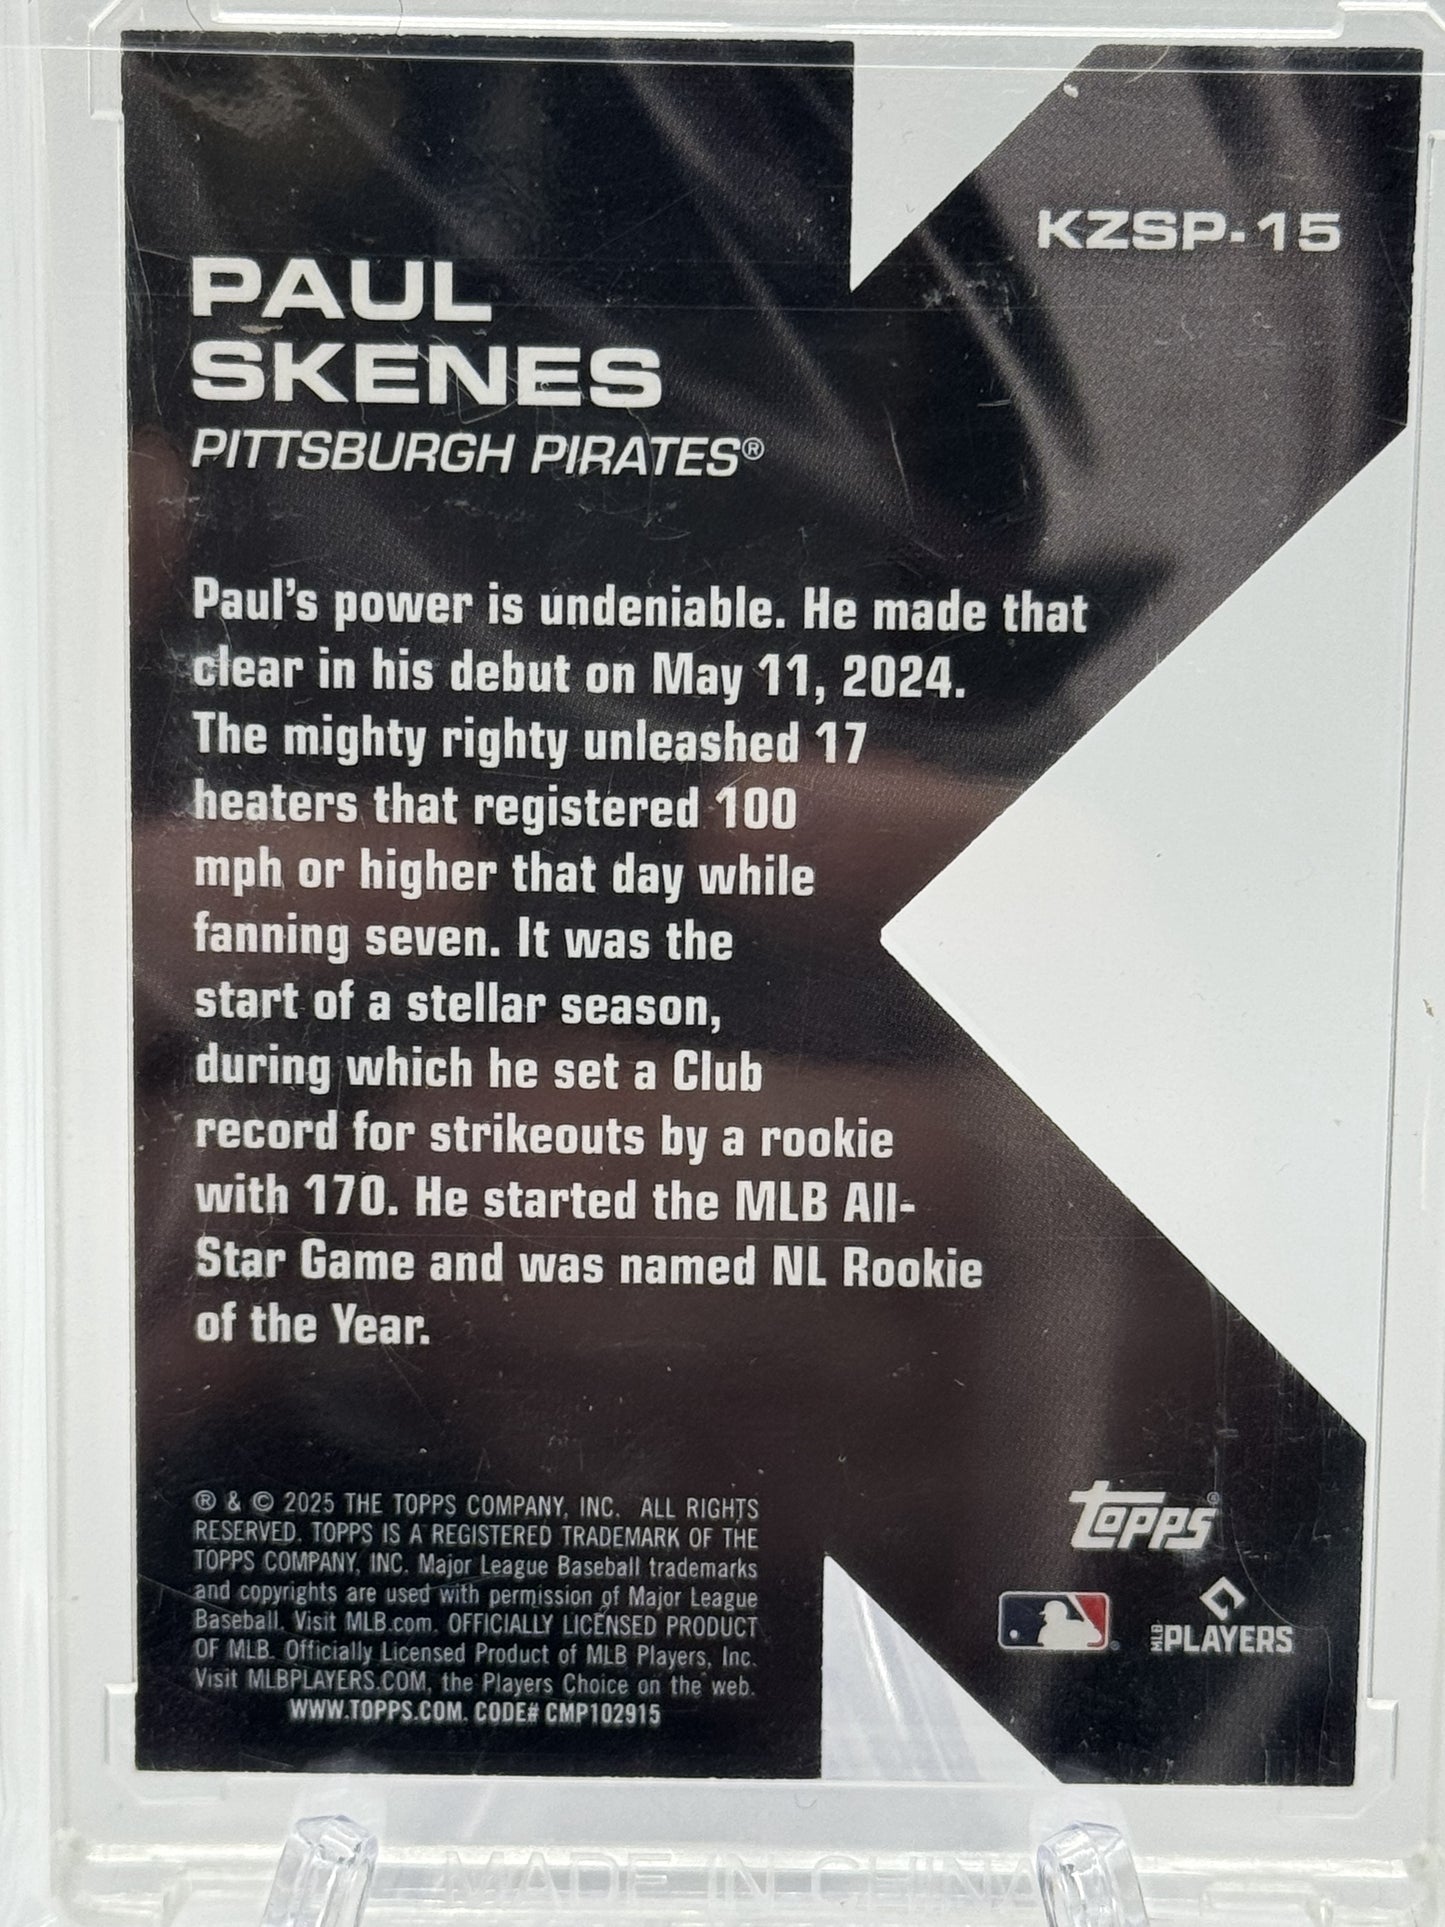 KZSP-15
PAUL
SKENES
PITTSBURGH PIRATES®
Paul's power is undeniable. He made that
clear in his debut on May 11, 2024.
The mighty righty unleashed 17
heaters that registered 100
mph or higher that day while
fanning seven. It was the
start of a stellar season,
during which he set a Club
record for strikeouts by a rookie
with 170. He started the MLB All-
Star Game and was named NL Rookie
of the Year.
® & © 2025 THE TOPPS COMPANY, INC. ALL RIGHTS
RESERVED. TOPPS IS A REGISTERED TRADEMARK OF THE
TOPPS COMPANY, INC. Major League Baseball trademarks
and copyrights are used with permission of Major League
Baseball. Visit MLB.com. OFFICIALLY LICENSED PRODUCT
OF MLB. Officially Licensed Product of MLB Players, Inc.
Visit MLBPLAYERS.COM, the Players Choice on the web.
WWW.TOPPS.COM. CODE# CMP102915
topps®
MLB PLAYERS
MADE IN CHINA